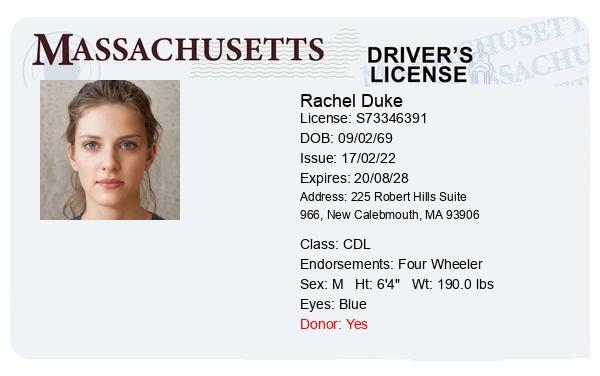 MASSACHUSETTS
DRIVER'S
LICENSE
Rachel Duke
License: S73346391
DOB: 09/02/69
Issue: 17/02/22
Expires: 20/08/28
Address: 225 Robert Hills Suite
966, New Calebmouth, MA 93906
Class: CDL
Endorsements: Four Wheeler
Sex: M Ht: 6'4" Wt: 190.0 lbs
Eyes: Blue
Donor: Yes